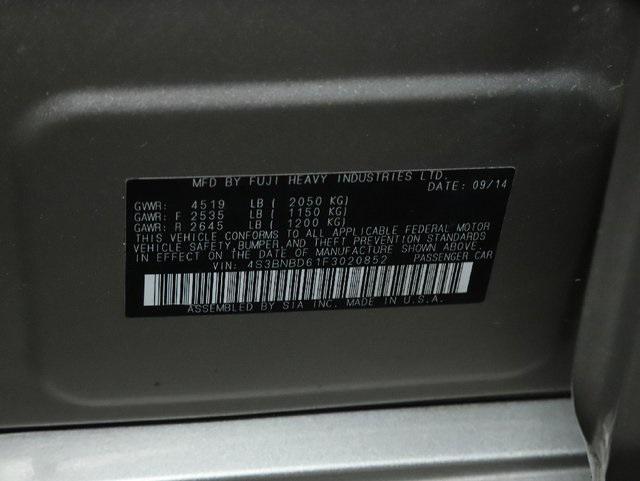 MFD BY FUJI HEAVY INDUSTRIES LTD.
DATE: 09/14
GVWR: 4519 LB ( 2050 KG)
GAWR: F 2535 LB ( 1150 KG)
GAWR: R 2645 LB ( 1200 KG)
THIS VEHICLE CONFORMS TO ALL APPLICABLE FEDERAL MOTOR
VEHICLE SAFETY, BUMPER, AND THEFT PREVENTION STANDARDS
IN EFFECT ON THE DATE OF MANUFACTURE SHOWN ABOVE.
VIN: 4S3BNBD61F3020852 PASSENGER CAR
ASSEMBLED BY SIA INC. MADE IN U.S.A.